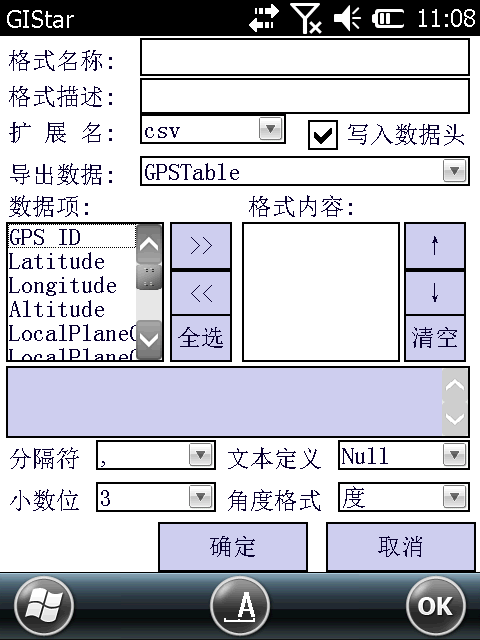 GIStar 11:08
格式名称:
格式描述:
扩 展 名: csv 写入数据头
导出数据: GPSTable
数据项: 格式内容:
GPS ID >> ↑
Latitude
Longitude << ↓
Altitude
LocalPlane 全选 清空
LocalPlane
分隔符 , 文本定义 Null
小数位 3 角度格式 度
确定 取消
A OK